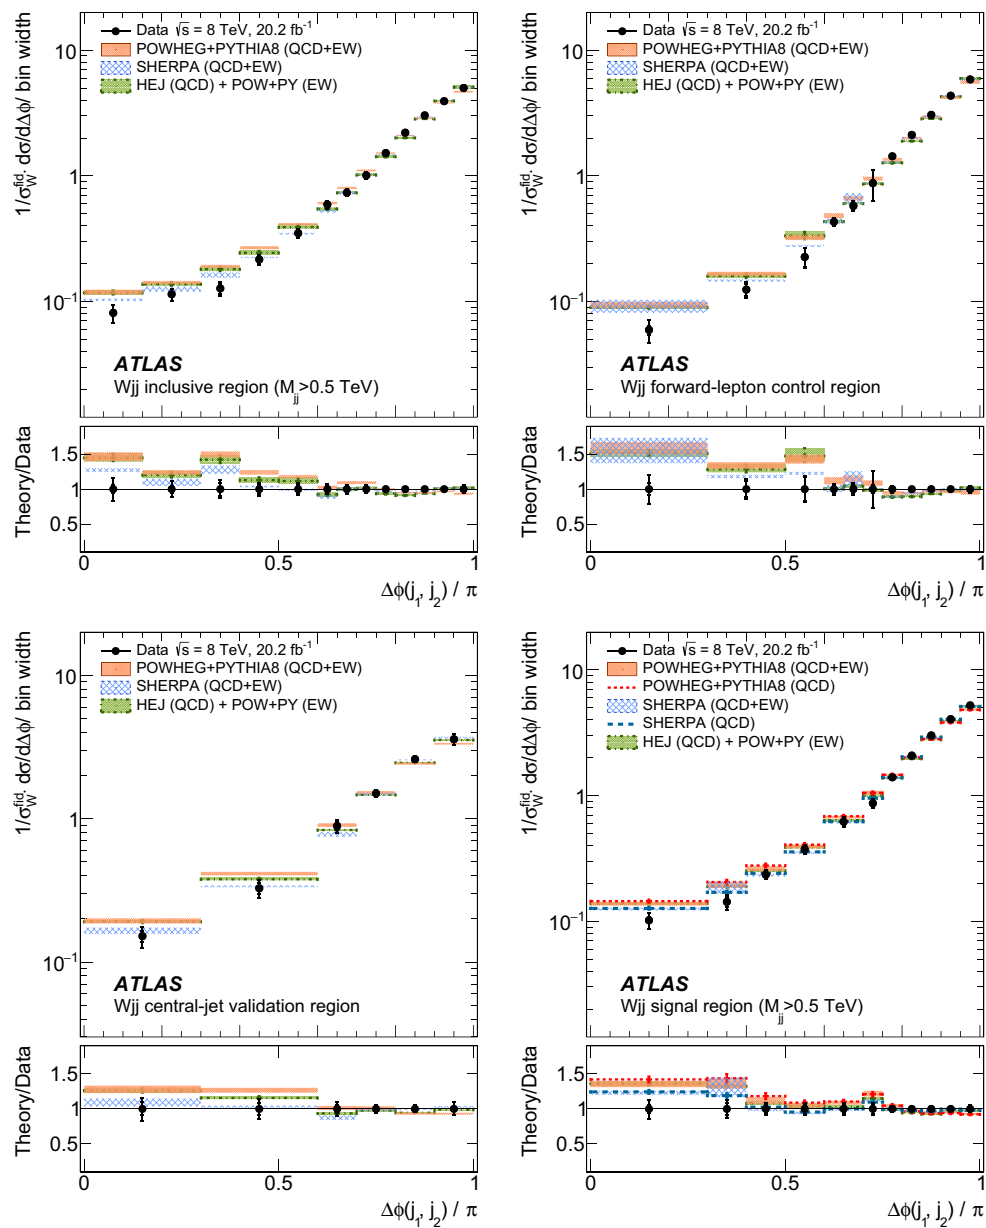 Data √s = 8 TeV, 20.2 fb⁻¹
POWHEG+PYTHIA8 (QCD+EW)
SHERPA (QCD+EW)
HEJ (QCD) + POW+PY (EW)
10
1
10⁻¹
1/σ_W^fid. dσ/dΔϕ/ bin width
ATLAS
Wjj inclusive region (M_jj>0.5 TeV)
Theory/Data
1.5
1
0.5
0 0.5 1
Δϕ(j_1, j_2) / π
Data √s = 8 TeV, 20.2 fb⁻¹
POWHEG+PYTHIA8 (QCD+EW)
SHERPA (QCD+EW)
HEJ (QCD) + POW+PY (EW)
10
1
10⁻¹
1/σ_W^fid. dσ/dΔϕ/ bin width
ATLAS
Wjj forward-lepton control region
Theory/Data
1.5
1
0.5
0 0.5 1
Δϕ(j_1, j_2) / π
Data √s = 8 TeV, 20.2 fb⁻¹
POWHEG+PYTHIA8 (QCD+EW)
SHERPA (QCD+EW)
HEJ (QCD) + POW+PY (EW)
10
1
10⁻¹
1/σ_W^fid. dσ/dΔϕ/ bin width
ATLAS
Wjj central-jet validation region
Theory/Data
1.5
1
0.5
0 0.5 1
Δϕ(j_1, j_2) / π
Data √s = 8 TeV, 20.2 fb⁻¹
POWHEG+PYTHIA8 (QCD+EW)
POWHEG+PYTHIA8 (QCD)
SHERPA (QCD+EW)
SHERPA (QCD)
HEJ (QCD) + POW+PY (EW)
10
1
10⁻¹
1/σ_W^fid. dσ/dΔϕ/ bin width
ATLAS
Wjj signal region (M_jj>0.5 TeV)
Theory/Data
1.5
1
0.5
0 0.5 1
Δϕ(j_1, j_2) / π